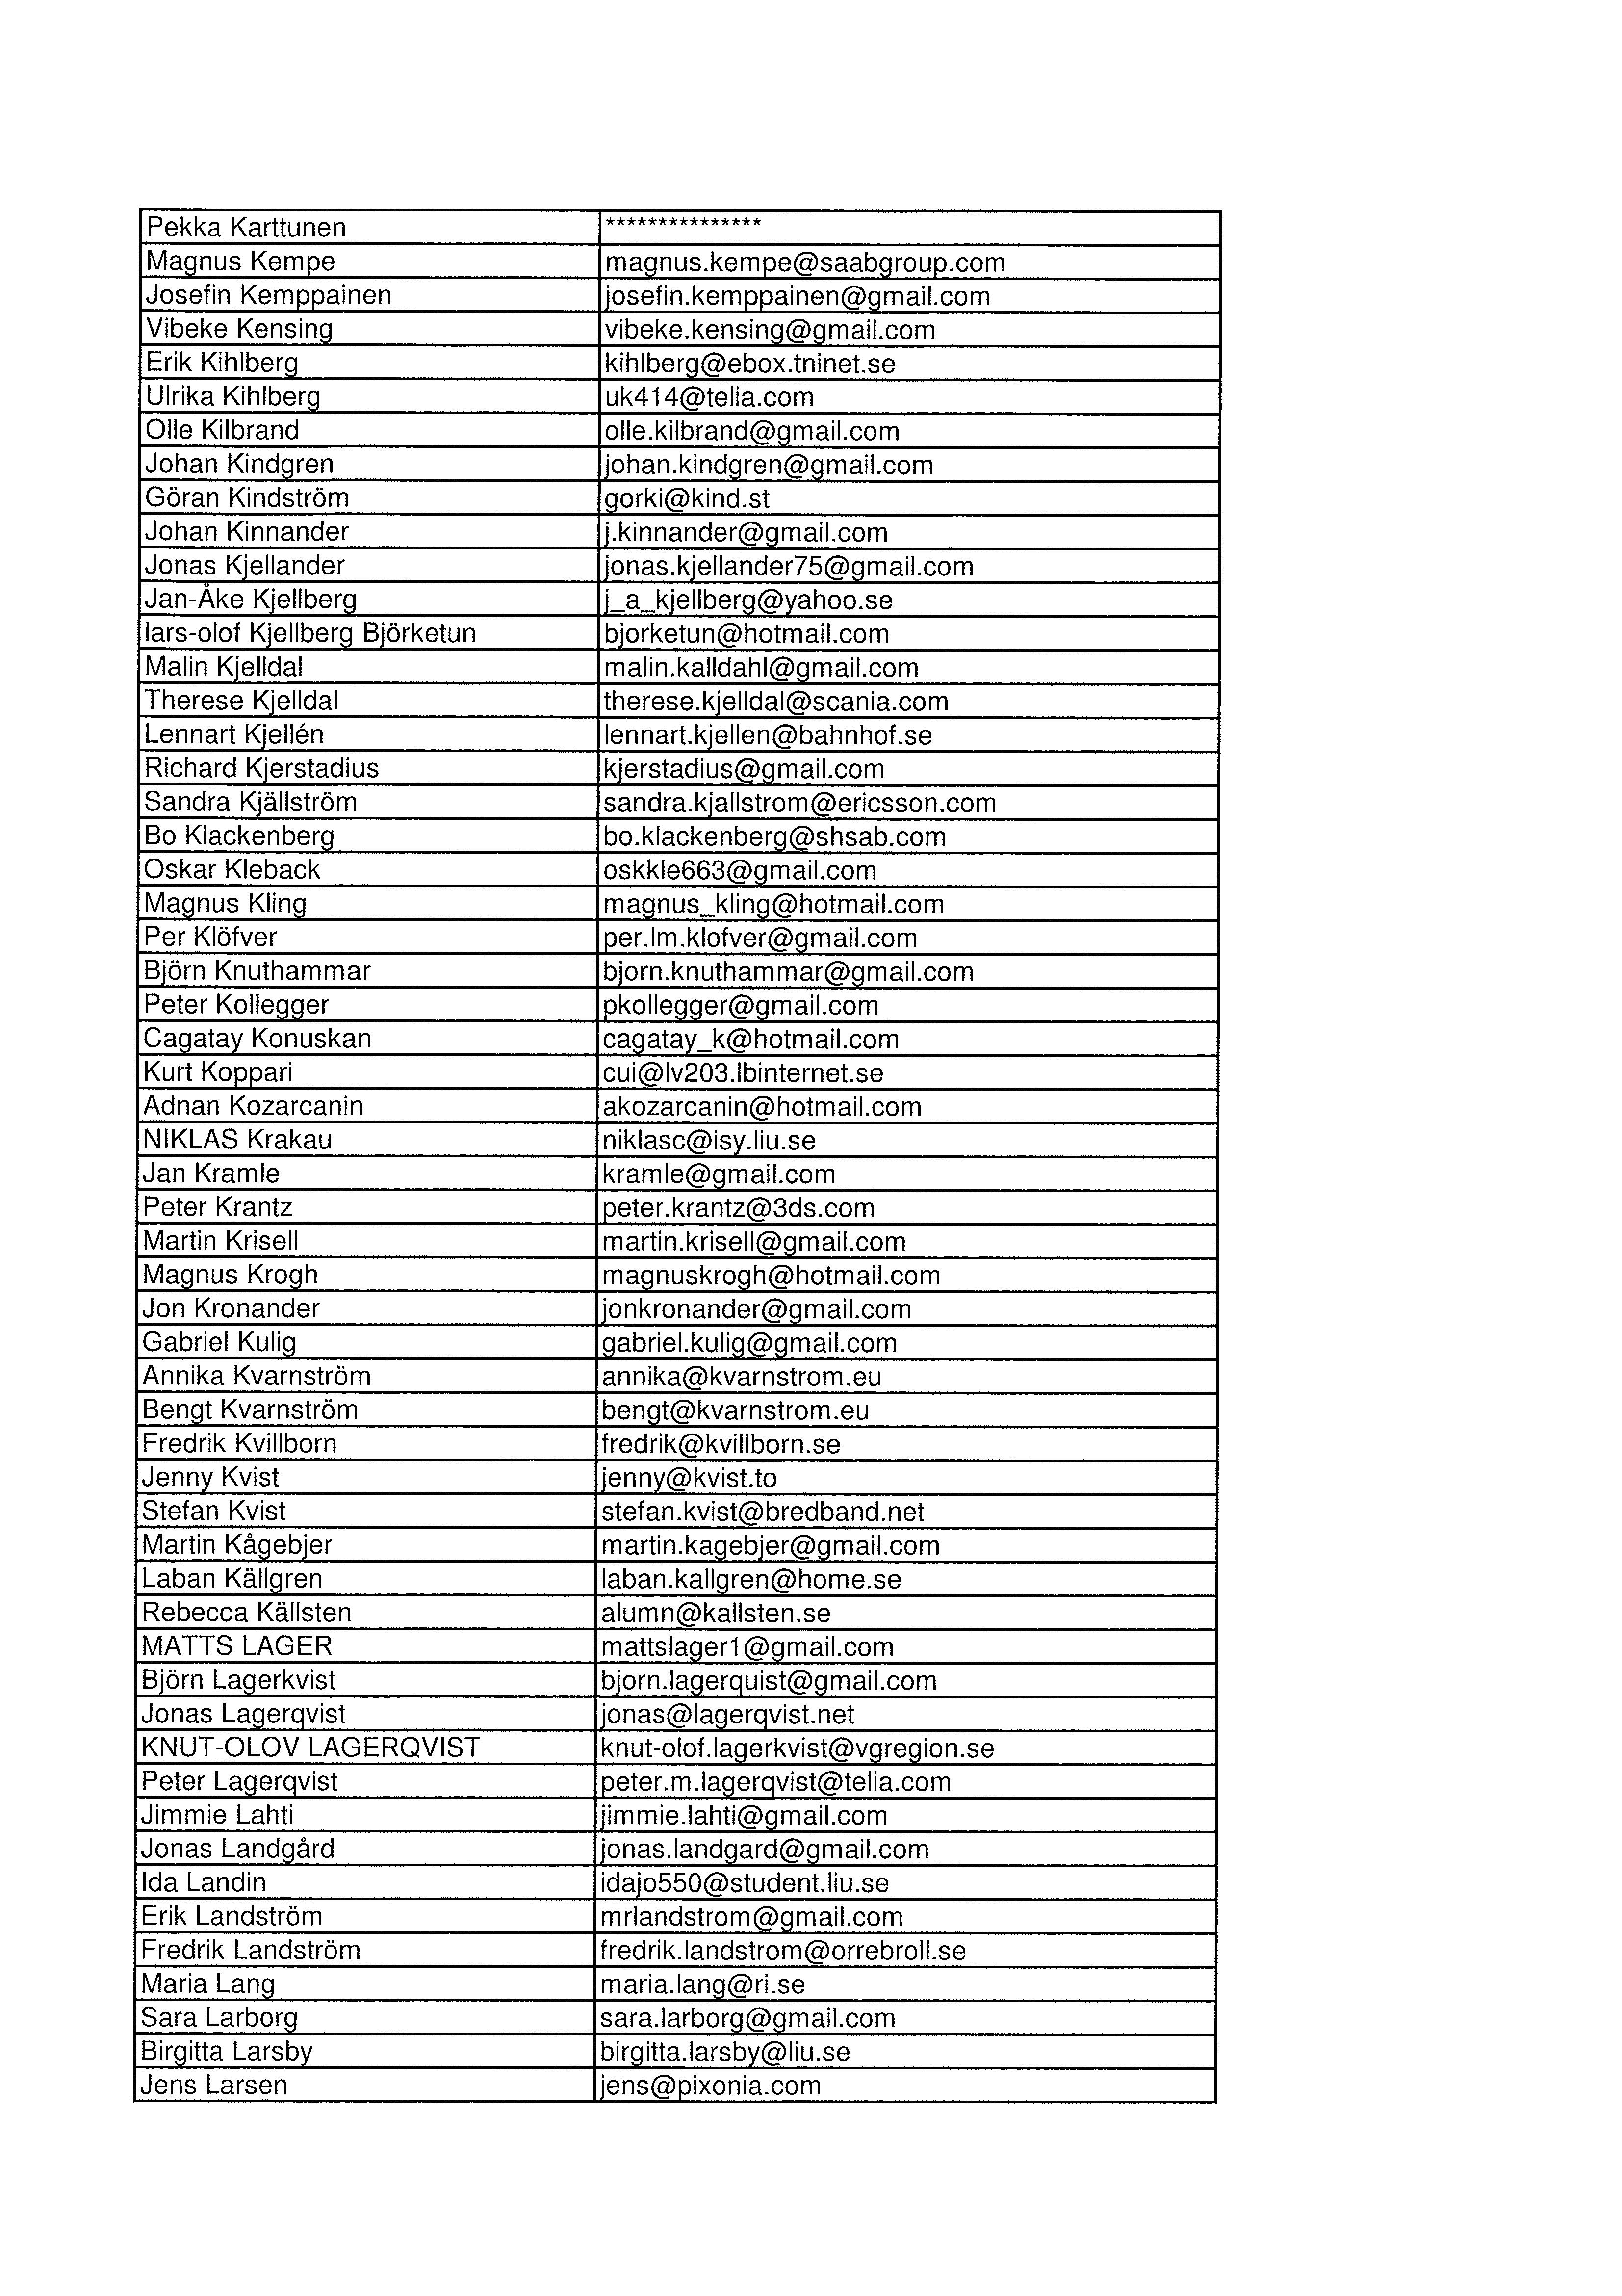 Pekka Karttunen ***************
Magnus Kempe magnus.kempe@saabgroup.com
Josefin Kemppainen josefin.kemppainen@gmail.com
Vibeke Kensing vibeke.kensing@gmail.com
Erik Kihlberg kihlberg@ebox.tninet.se
Ulrika Kihlberg uk414@telia.com
Olle Kilbrand olle.kilbrand@gmail.com
Johan Kindgren johan.kindgren@gmail.com
Göran Kindström gorki@kind.st
Johan Kinnander j.kinnander@gmail.com
Jonas Kjellander jonas.kjellander75@gmail.com
Jan-Åke Kjellberg j_a_kjellberg@yahoo.se
lars-olof Kjellberg Björketun bjorketun@hotmail.com
Malin Kjelldal malin.kalldahl@gmail.com
Therese Kjelldal therese.kjelldal@scania.com
Lennart Kjellén lennart.kjellen@bahnhof.se
Richard Kjerstadius kjerstadius@gmail.com
Sandra Kjällström sandra.kjallstrom@ericsson.com
Bo Klackenberg bo.klackenberg@shsab.com
Oskar Kleback oskkle663@gmail.com
Magnus Kling magnus_kling@hotmail.com
Per Klöfver per.lm.klofver@gmail.com
Björn Knuthammar bjorn.knuthammar@gmail.com
Peter Kollegger pkollegger@gmail.com
Cagatay Konuskan cagatay_k@hotmail.com
Kurt Koppari cui@lv203.lbinternet.se
Adnan Kozarcanin akozarcanin@hotmail.com
NIKLAS Krakau niklasc@isy.liu.se
Jan Kramle kramle@gmail.com
Peter Krantz peter.krantz@3ds.com
Martin Krisell martin.krisell@gmail.com
Magnus Krogh magnuskrogh@hotmail.com
Jon Kronander jonkronander@gmail.com
Gabriel Kulig gabriel.kulig@gmail.com
Annika Kvarnström annika@kvarnstrom.eu
Bengt Kvarnström bengt@kvarnstrom.eu
Fredrik Kvillborn fredrik@kvillborn.se
Jenny Kvist jenny@kvist.to
Stefan Kvist stefan.kvist@bredband.net
Martin Kågebjer martin.kagebjer@gmail.com
Laban Källgren laban.kallgren@home.se
Rebecca Källsten alumn@kallsten.se
MATTS LAGER mattslager1@gmail.com
Björn Lagerkvist bjorn.lagerquist@gmail.com
Jonas Lagerqvist jonas@lagerqvist.net
KNUT-OLOV LAGERQVIST knut-olof.lagerkvist@vgregion.se
Peter Lagerqvist peter.m.lagerqvist@telia.com
Jimmie Lahti jimmie.lahti@gmail.com
Jonas Landgård jonas.landgard@gmail.com
Ida Landin idajo550@student.liu.se
Erik Landström mrlandstrom@gmail.com
Fredrik Landström fredrik.landstrom@orrebroll.se
Maria Lang maria.lang@ri.se
Sara Larborg sara.larborg@gmail.com
Birgitta Larsby birgitta.larsby@liu.se
Jens Larsen jens@pixonia.com